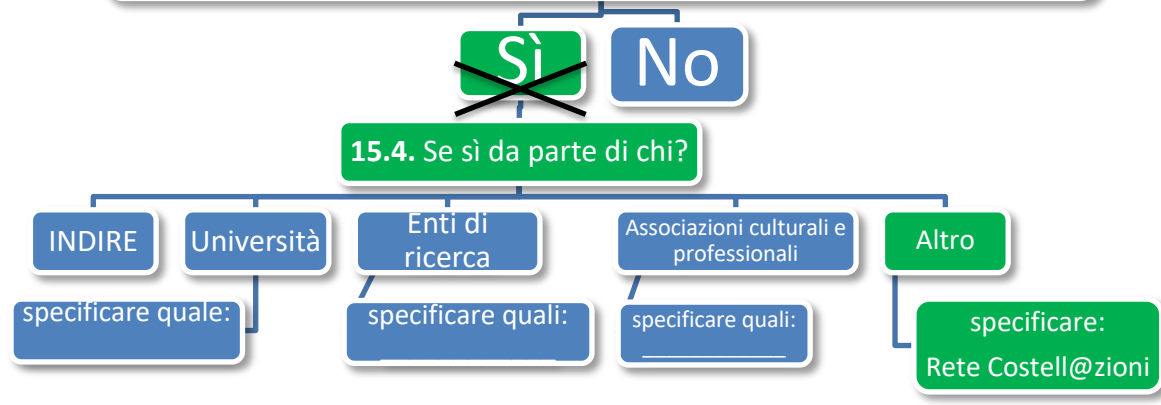 Sì
No
15.4. Se sì da parte di chi?
INDIRE
Università
Enti di
ricerca
Associazioni culturali e
professionali
Altro
specificare quale:
specificare quali:
specificare quali:
specificare:
Rete Costell@zioni